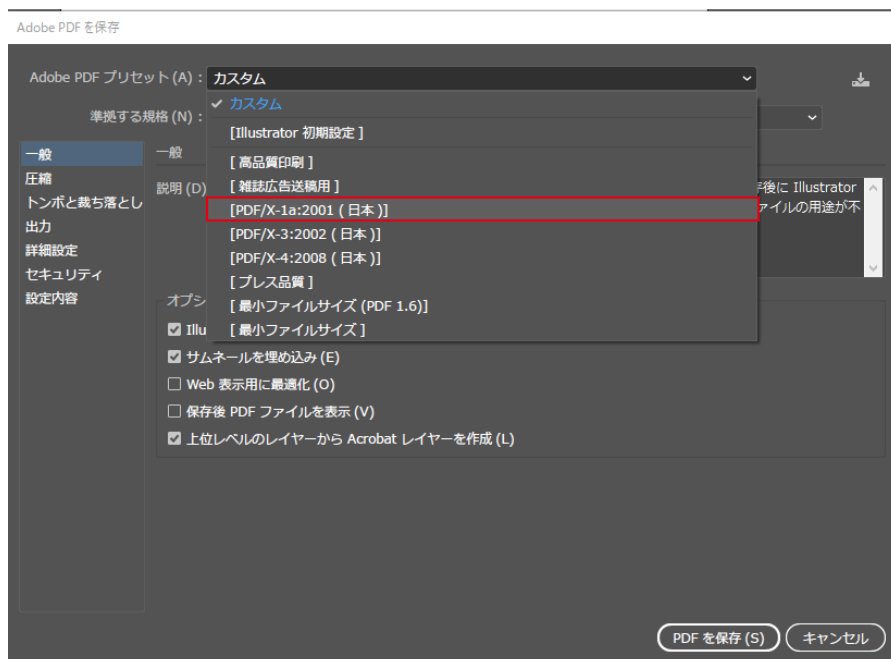 Adobe PDF を保存
Adobe PDF プリセット (A) : カスタム
準拠する規格 (N) :
カスタム
[Illustrator 初期設定 ]
[ 高品質印刷 ]
[ 雑誌広告送稿用 ]
[PDF/X-1a:2001 ( 日本 )]
[PDF/X-3:2002 ( 日本 )]
[PDF/X-4:2008 ( 日本 )]
[ プレス品質 ]
[ 最小ファイルサイズ (PDF 1.6)]
[ 最小ファイルサイズ ]
一般
圧縮
トンボと裁ち落とし
出力
詳細設定
セキュリティ
設定内容
一般
説明 (D)
存後に Illustrator
ァイルの用途が不
オプシ
Illu
サムネールを埋め込み (E)
Web 表示用に最適化 (O)
保存後 PDF ファイルを表示 (V)
上位レベルのレイヤーから Acrobat レイヤーを作成 (L)
PDF を保存 (S)
キャンセル